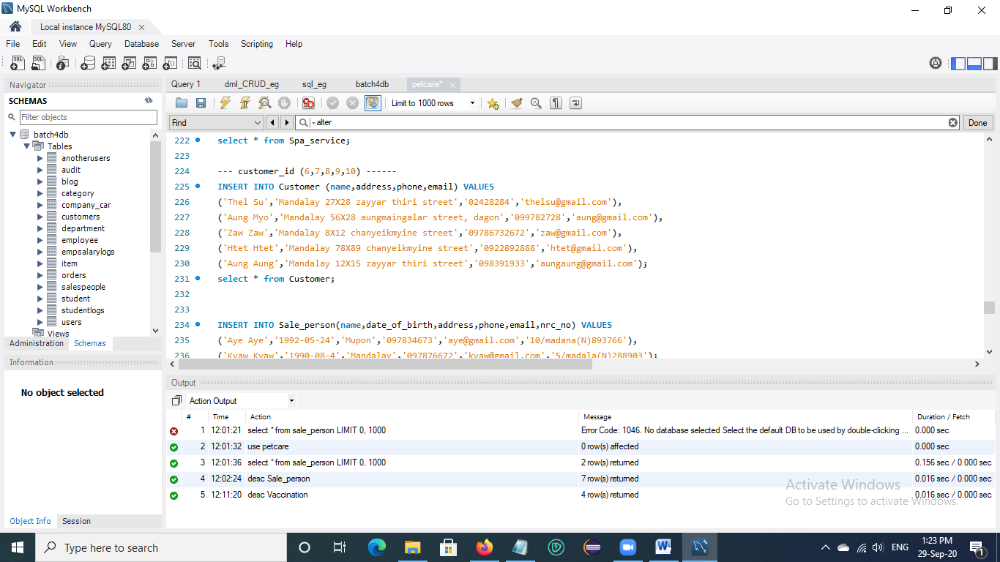 MySQL Workbench
Local instance MySQL80
File Edit View Query Database Server Tools Scripting Help
Navigator
SCHEMAS
Filter objects
batch4db
Tables
anotherusers
audit
blog
category
company_car
customers
department
employee
empsalarylogs
item
orders
salespeople
student
studentlogs
users
Views
Administration Schemas
Information
No object selected
Object Info Session
Query 1 dml_CRUD_eg sql_eg batch4db petcare*
Limit to 1000 rows
Find alter Done
222 select * from Spa_service;
223
224 --- customer_id (6,7,8,9,10) ------
225 INSERT INTO Customer (name,address,phone,email) VALUES
226 ('Thel Su','Mandalay 27X28 zayyar thiri street','02428284','thelsu@gmail.com'),
227 ('Aung Myo','Mandalay 56X28 aungmaingalar street, dagon','099782728','aung@gmail.com'),
228 ('Zaw Zaw','Mandalay 8X12 chanyeikmyine street','09786732672','zaw@gmail.com'),
229 ('Htet Htet','Mandalay 78X89 chanyeikmyine street','0922892888','htet@gmail.com'),
230 ('Aung Aung','Mandalay 12X15 zayyar thiri street','098391933','aungaung@gmail.com');
231 select * from Customer;
232
233
234 INSERT INTO Sale_person(name,date_of_birth,address,phone,email,nrc_no) VALUES
235 ('Aye Aye','1992-05-24','Mupon','097834673','aye@gmail.com','10/madana(N)893766'),
236 ('Kyaw Kyaw','1990-08-4','Mandalay','097876672','kyaw@gmail.com','5/madala(N)288903');
Output
Action Output
# Time Action Message Duration / Fetch
1 12:01:21 select * from sale_person LIMIT 0, 1000 Error Code: 1046. No database selected Select the default DB to be used by double-clicking ... 0.000 sec
2 12:01:32 use petcare 0 row(s) affected 0.000 sec
3 12:01:36 select * from sale_person LIMIT 0, 1000 2 row(s) returned 0.156 sec / 0.000 sec
4 12:02:24 desc Sale_person 7 row(s) returned 0.016 sec / 0.000 sec
5 12:11:20 desc Vaccination 4 row(s) returned 0.016 sec / 0.000 sec
Activate Windows
Go to Settings to activate Windows.
Type here to search
ENG
1:23 PM
29-Sep-20
1